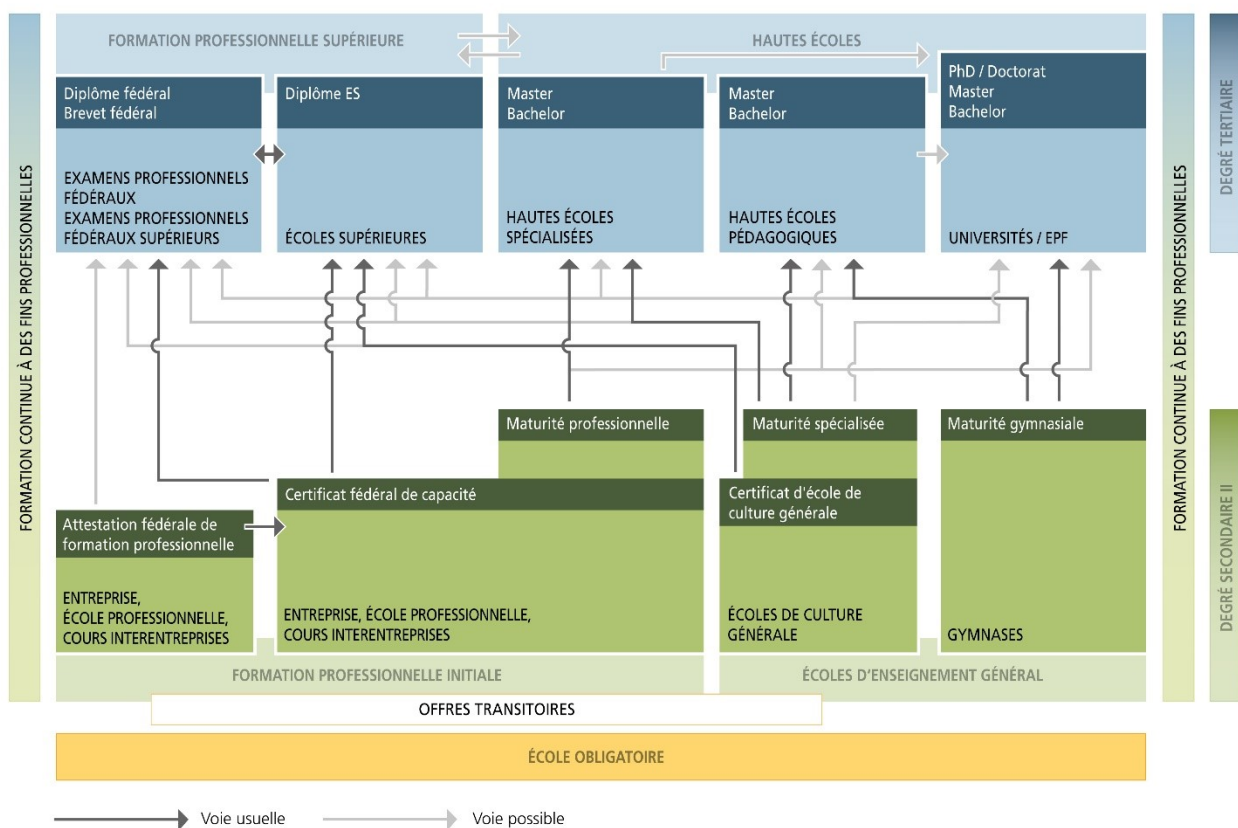 FORMATION CONTINUE À DES FINS PROFESSIONNELLES
FORMATION PROFESSIONNELLE SUPÉRIEURE
HAUTES ÉCOLES
Diplôme fédéral
Brevet fédéral
EXAMENS PROFESSIONNELS
FÉDÉRAUX
EXAMENS PROFESSIONNELS
FÉDÉRAUX SUPÉRIEURS
Diplôme ES
ÉCOLES SUPÉRIEURES
Master
Bachelor
HAUTES ÉCOLES
SPÉCIALISÉES
Master
Bachelor
HAUTES ÉCOLES
PÉDAGOGIQUES
PhD / Doctorat
Master
Bachelor
UNIVERSITÉS / EPF
FORMATION CONTINUE À DES FINS PROFESSIONNELLES
DEGRÉ TERTIAIRE
Attestation fédérale de
formation professionnelle
ENTREPRISE,
ÉCOLE PROFESSIONNELLE,
COURS INTERENTREPRISES
Maturité professionnelle
Certificat fédéral de capacité
ENTREPRISE, ÉCOLE PROFESSIONNELLE,
COURS INTERENTREPRISES
Maturité spécialisée
Certificat d'école de
culture générale
ÉCOLES DE CULTURE
GÉNÉRALE
Maturité gymnasiale
GYMNASES
DEGRÉ SECONDAIRE II
FORMATION PROFESSIONNELLE INITIALE
ÉCOLES D'ENSEIGNEMENT GÉNÉRAL
OFFRES TRANSITOIRES
ÉCOLE OBLIGATOIRE
Voie usuelle
Voie possible